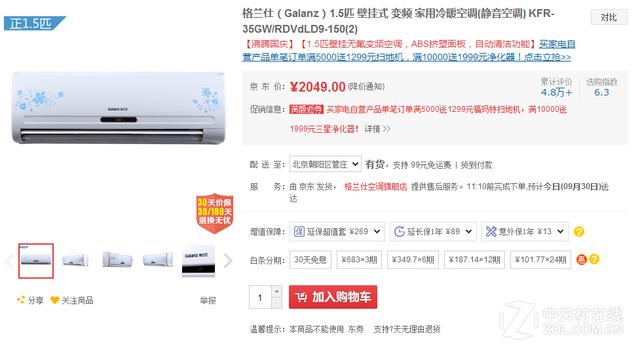 正1.5匹
格兰仕（Galanz）1.5匹 壁挂式 变频 家用冷暖空调(静音空调) KFR-
35GW/RDVdLD9-150(2)
对比
【沸腾国庆】【1.5匹壁挂无氟变频空调，ABS挤塑面板，自动清洁功能】买家电自
营产品单笔订单满5000送1299元扫地机，满10000送1999元净化器！点击立抢>>
京 东 价： ￥2049.00 (降价通知)
累计评价
4.8万+
选购指数
6.3
促销信息： 满额返券 买家电自营产品单笔订单满5000送1299元福玛特扫地机，满10000送
1999元三星净化器！ 详情 >>
配 送 至： 北京朝阳区管庄 有货，支持 99元免运费 | 货到付款
服 务： 由 京东 发货， 格兰仕空调旗舰店 提供售后服务. 11:10前完成下单,预计今日(09月30日)送
达
增值保障： 延保超值套 ￥269 延长保1年 ￥89 意外保1年 ￥13 ?
白条分期： 30天免息 ￥683×3期 ￥349.7×6期 ￥187.14×12期 ￥101.77×24期 惠 ?
Galanz
30天价保
30/180天
退换无忧
Galanz
分享 关注商品 举报
1 + - 加入购物车
温馨提示： 本商品不能使用 东券 支持7天无理由退货
中关村在线
ZOL.COM.CN